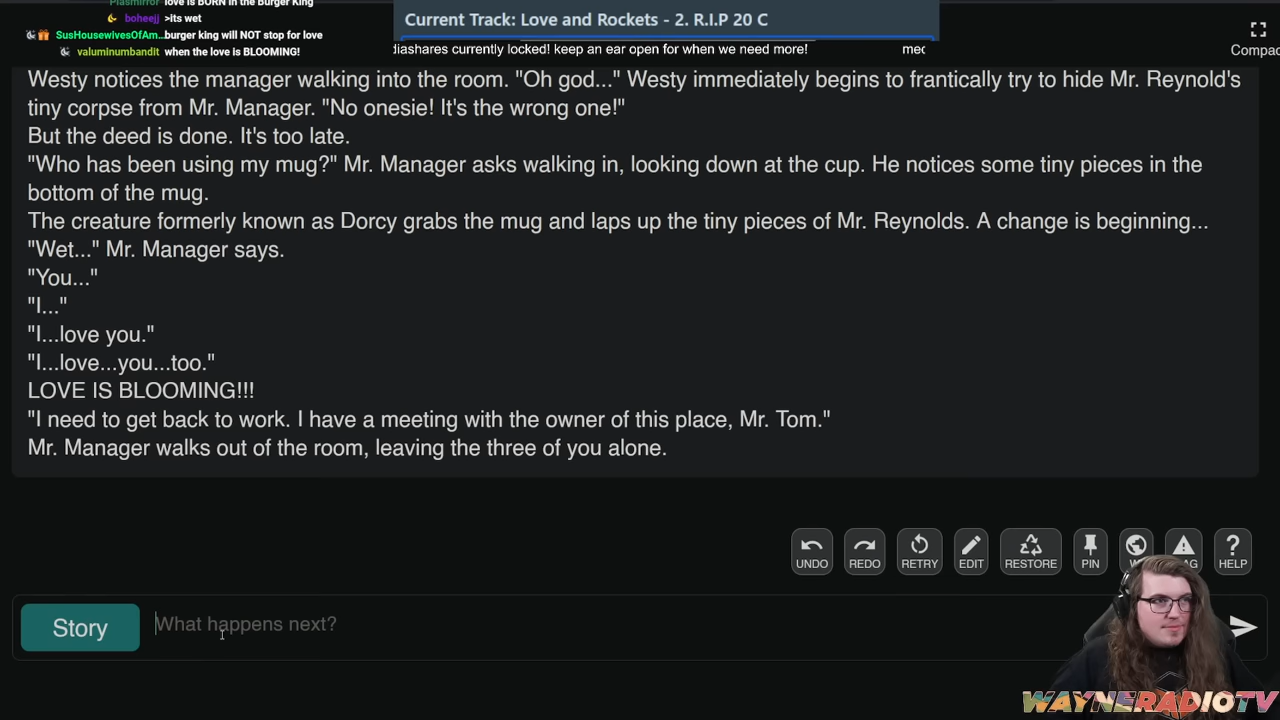 Plasmirror love is BORN in the Burger King
boheejj >its wet
SusHousewivesOfAm... burger king will NOT stop for love
valuminumbandit when the love is BLOOMING!
Current Track: Love and Rockets - 2. R.I.P 20 C
diashares currently locked! keep an ear open for when we need more! mec
Compac
Westy notices the manager walking into the room. "Oh god..." Westy immediately begins to frantically try to hide Mr. Reynold's
tiny corpse from Mr. Manager. "No onesie! It's the wrong one!"
But the deed is done. It's too late.
"Who has been using my mug?" Mr. Manager asks walking in, looking down at the cup. He notices some tiny pieces in the
bottom of the mug.
The creature formerly known as Dorcy grabs the mug and laps up the tiny pieces of Mr. Reynolds. A change is beginning...
"Wet..." Mr. Manager says.
"You..."
"I..."
"I...love you."
"I...love...you...too."
LOVE IS BLOOMING!!!
"I need to get back to work. I have a meeting with the owner of this place, Mr. Tom."
Mr. Manager walks out of the room, leaving the three of you alone.
UNDO REDO RETRY EDIT RESTORE PIN W AG HELP
Story What happens next?
WAYNERADIOTV